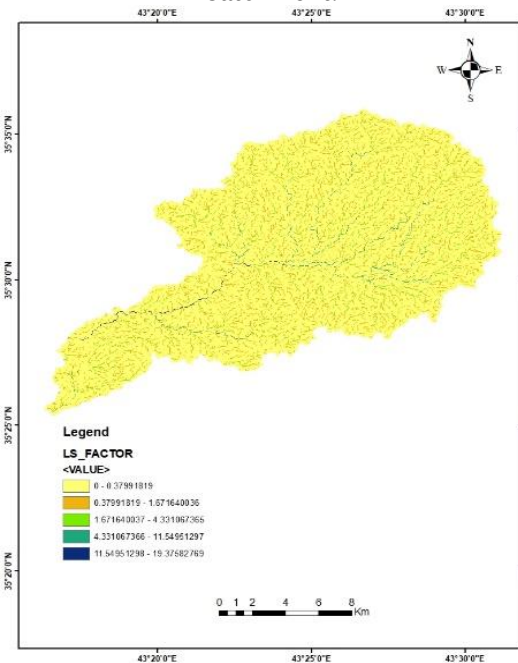 43°20'0"E 43°25'0"E 43°30'0"E
N
W E
S
35°35'0"N
35°30'0"N
35°25'0"N
35°20'0"N
Legend
LS_FACTOR
<VALUE>
0 - 0.37991819
0.37991819 - 1.671640036
1.671640037 - 4.331067365
4.331067366 - 11.54951297
11.54951298 - 19.37582769
0 1 2 4 6 8
Km
43°20'0"E 43°25'0"E 43°30'0"E